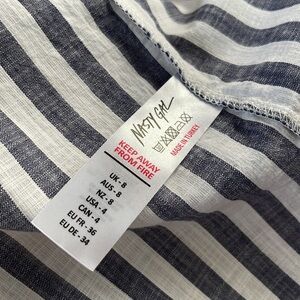 NASTY GAL
MADE IN TURKEY
KEEP AWAY
FROM FIRE
UK - 8
AUS - 8
NZ - 8
USA - 4
CAN - 4
EU FR - 36
EU DE - 34